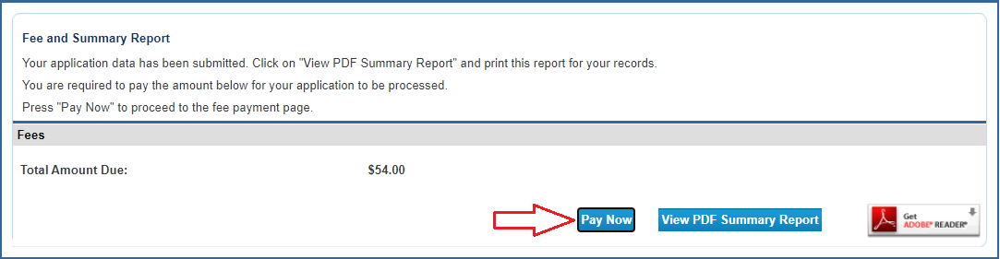 Fee and Summary Report
Your application data has been submitted. Click on "View PDF Summary Report" and print this report for your records.
You are required to pay the amount below for your application to be processed.
Press "Pay Now" to proceed to the fee payment page.
Fees
Total Amount Due: $54.00
Pay Now View PDF Summary Report
Get
ADOBE® READER®